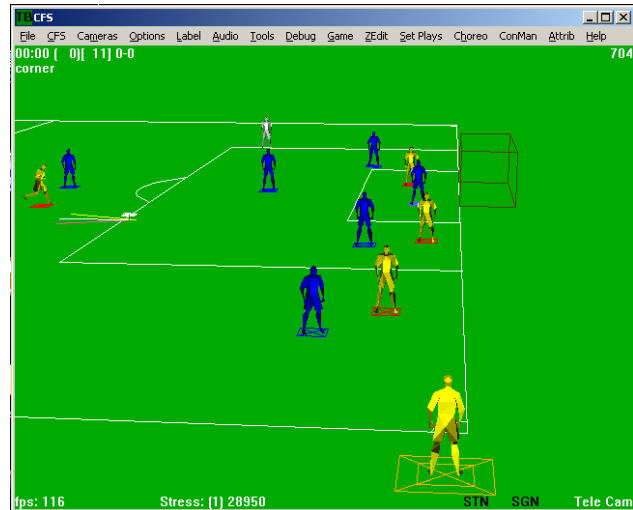 TB CFS
File CFS Cameras Options Label Audio Tools Debug Game ZEdit Set Plays Choreo ConMan Attrib Help
00:00 ( 0)[ 11] 0-0 704
corner
fps: 116 Stress: (1) 28950 STN SGN Tele Cam